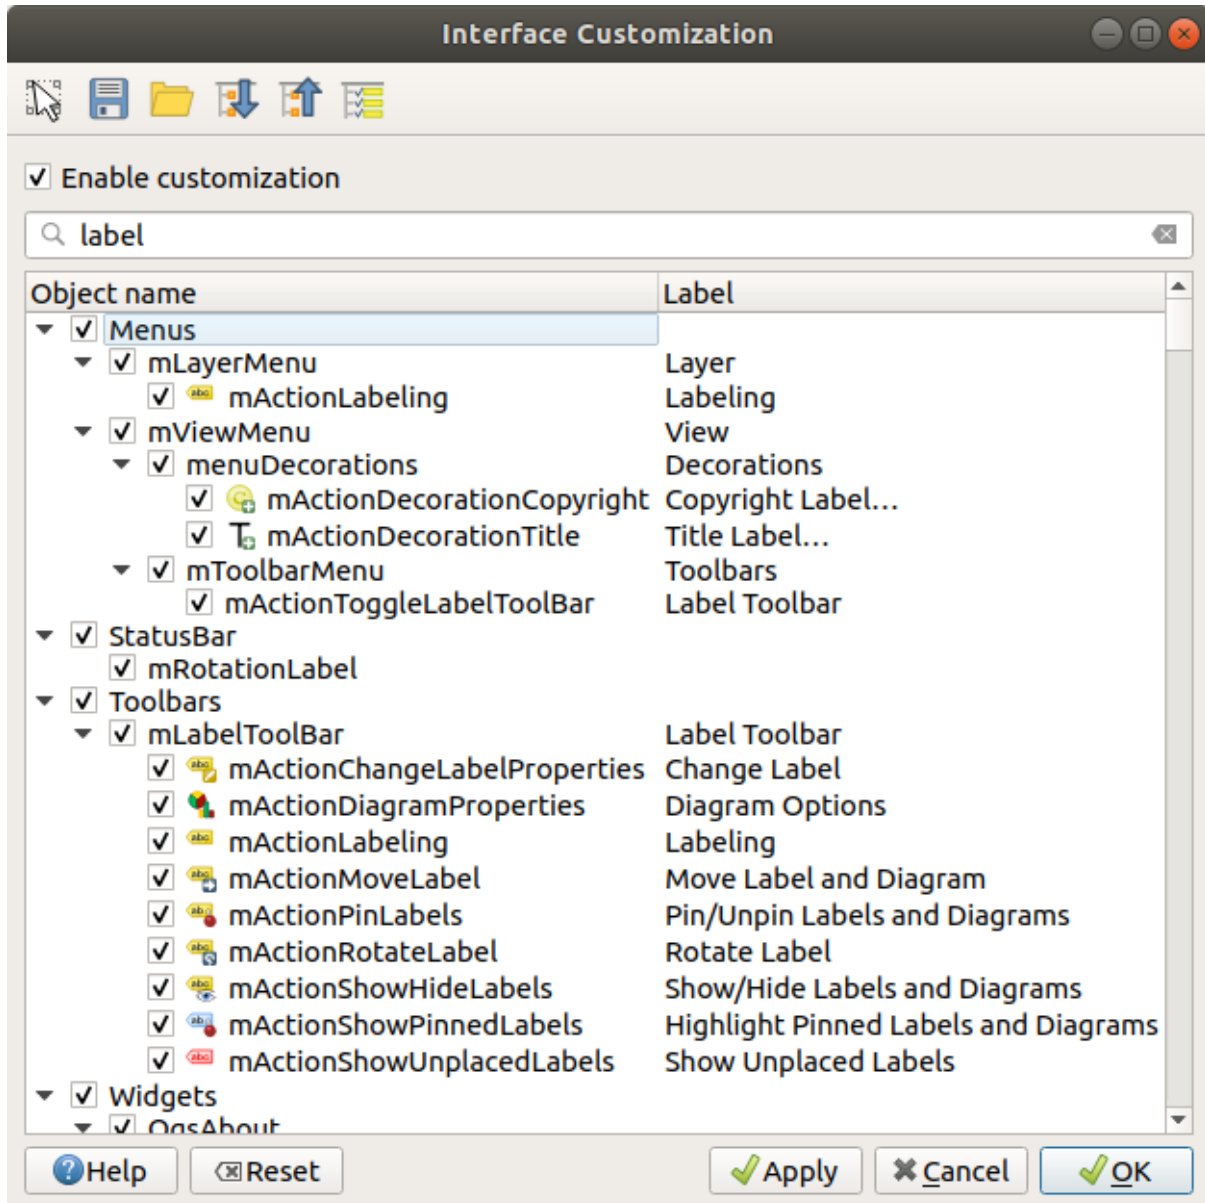 Interface Customization
Enable customization
label
Object name Label
Menus
mLayerMenu Layer
mActionLabeling Labeling
mViewMenu View
menuDecorations Decorations
mActionDecorationCopyright Copyright Label...
mActionDecorationTitle Title Label...
mToolbarMenu Toolbars
mActionToggleLabelToolBar Label Toolbar
StatusBar
mRotationLabel
Toolbars
mLabelToolBar Label Toolbar
mActionChangeLabelProperties Change Label
mActionDiagramProperties Diagram Options
mActionLabeling Labeling
mActionMoveLabel Move Label and Diagram
mActionPinLabels Pin/Unpin Labels and Diagrams
mActionRotateLabel Rotate Label
mActionShowHideLabels Show/Hide Labels and Diagrams
mActionShowPinnedLabels Highlight Pinned Labels and Diagrams
mActionShowUnplacedLabels Show Unplaced Labels
Widgets
QgsAbout
Help Reset Apply Cancel OK